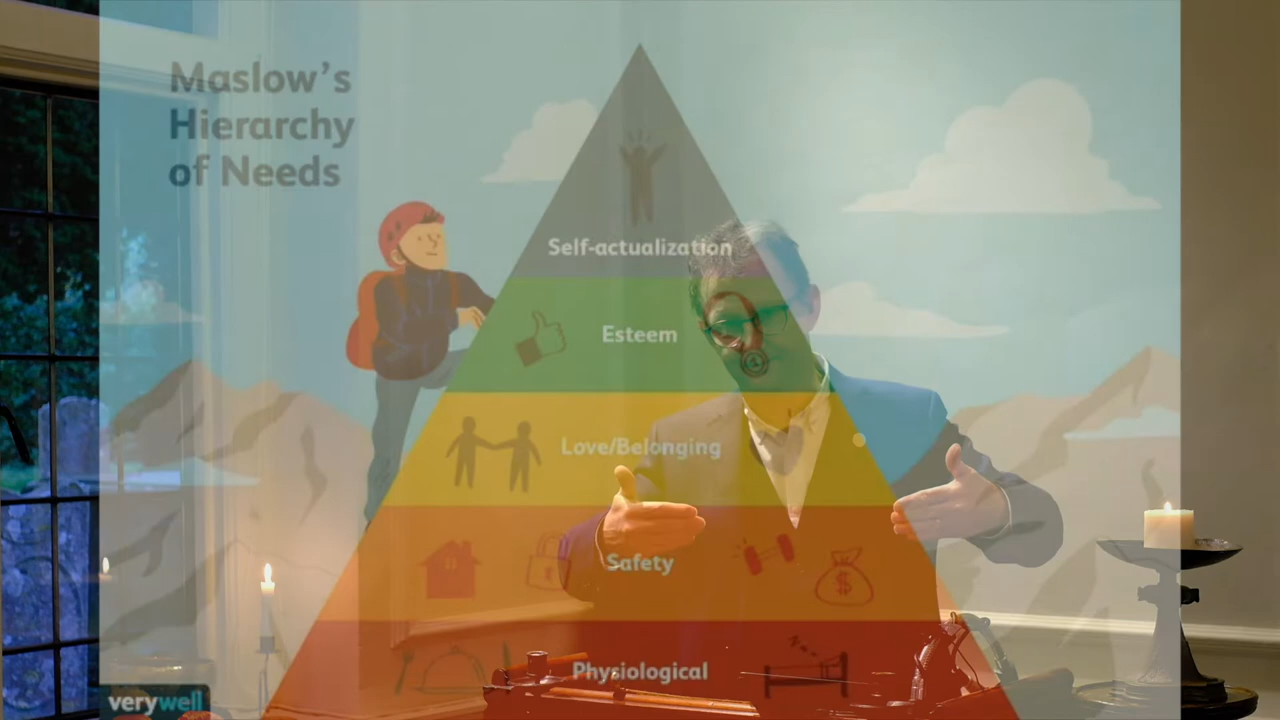 Maslow's
Hierarchy
of Needs
Self-actualization
Esteem
Love/Belonging
Safety
Physiological
verywell